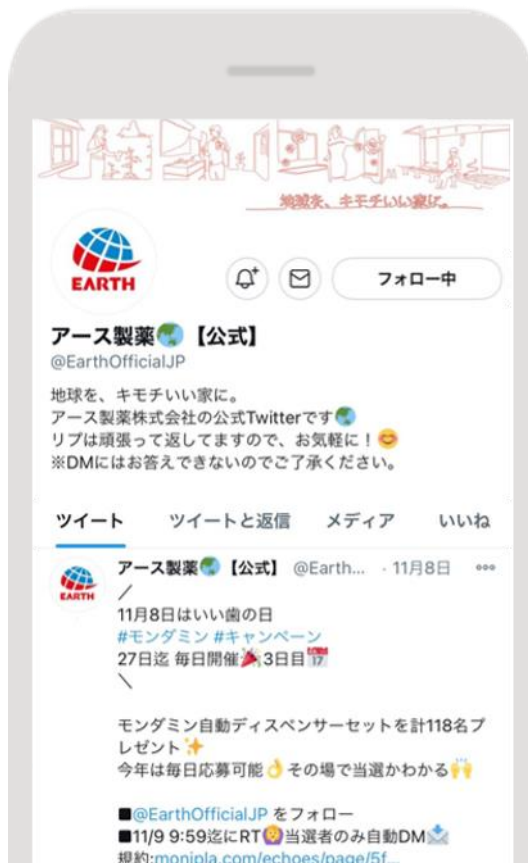 地球を、キモチいい家に。
EARTH
フォロー中
アース製薬🌏【公式】
@EarthOfficialJP
地球を、キモチいい家に。
アース製薬株式会社の公式Twitterです🌏
リプは頑張って返してますので、お気軽に！😊
※DMにはお答えできないのでご了承ください。
ツイート ツイートと返信 メディア いいね
EARTH
アース製薬🌏【公式】 @Earth... · 11月8日
／
11月8日はいい歯の日
#モンダミン #キャンペーン
27日迄 毎日開催🎉3日目📅
＼
モンダミン自動ディスペンサーセットを計118名プ
レゼント✨
今年は毎日応募可能👌その場で当選かわかる🙌
■@EarthOfficialJP をフォロー
■11/9 9:59迄にRT🙆当選者のみ自動DM📩
規約:monipla.com/echoes/page/5f...